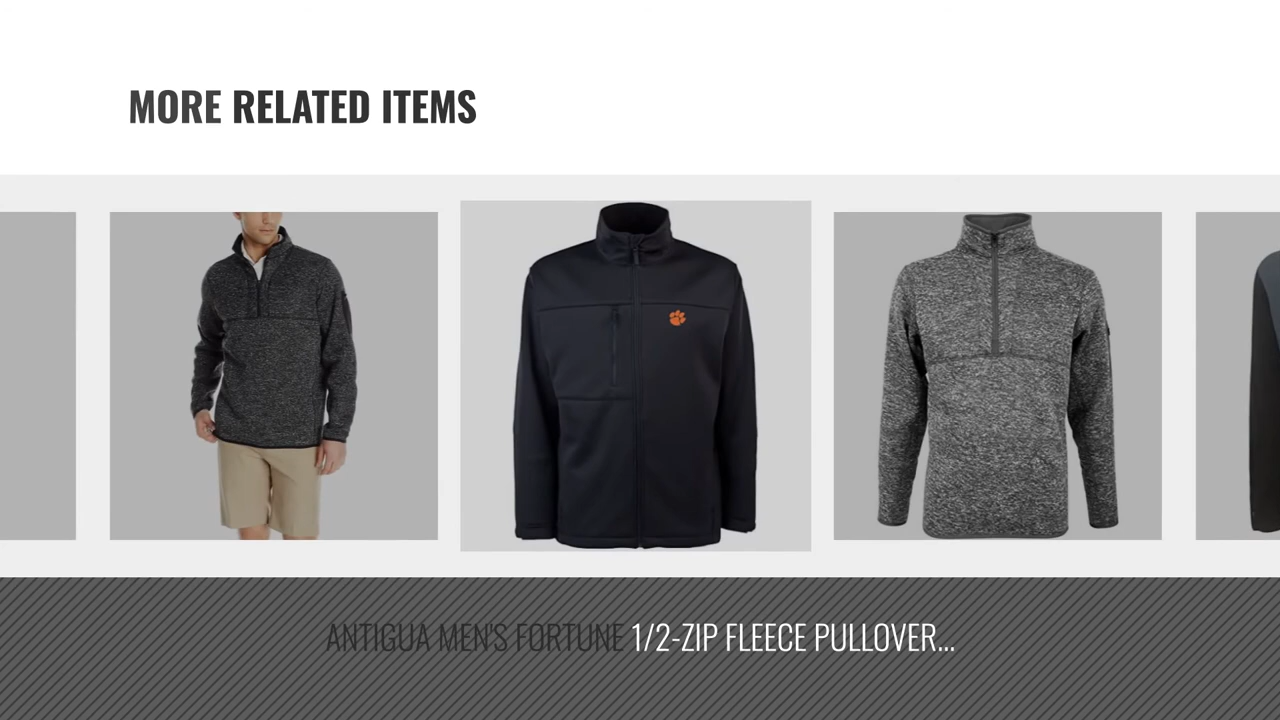 MORE RELATED ITEMS
ANTIGUA MEN'S FORTUNE 1/2-ZIP FLEECE PULLOVER...